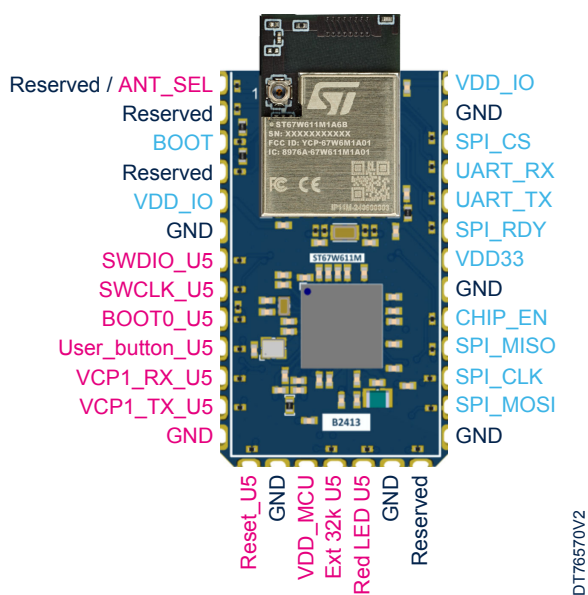 Reserved / ANT_SEL
Reserved
BOOT
Reserved
VDD_IO
GND
SWDIO_U5
SWCLK_U5
BOOT0_U5
User_button_U5
VCP1_RX_U5
VCP1_TX_U5
GND
1
ST
ST67W611M1A6B
SN: XXXXXXXXXXX
FCC ID: YCP-67W6M1A01
IC: 8976A-67W611M1A01
FC CE
ST67W611M
B2413
VDD_IO
GND
SPI_CS
UART_RX
UART_TX
SPI_RDY
VDD33
GND
CHIP_EN
SPI_MISO
SPI_CLK
SPI_MOSI
GND
Reset_U5
GND
VDD_MCU
Ext 32k U5
Red LED U5
GND
Reserved
DT76570V2